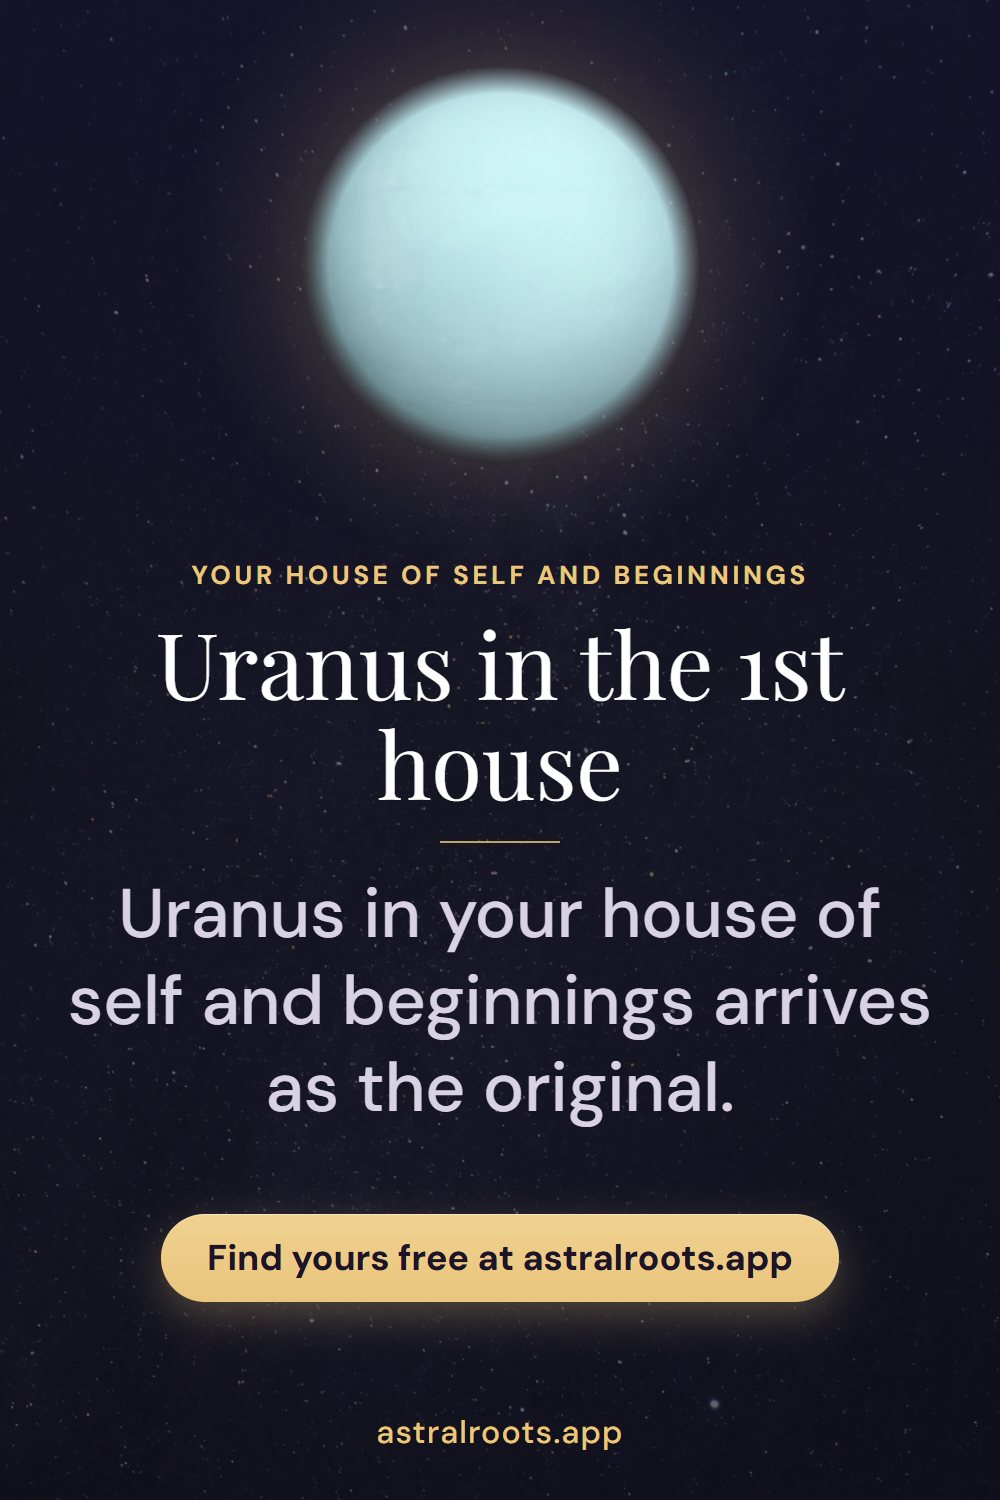 YOUR HOUSE OF SELF AND BEGINNINGS
Uranus in the 1st
house
Uranus in your house of
self and beginnings arrives
as the original.
Find yours free at astralroots.app
astralroots.app